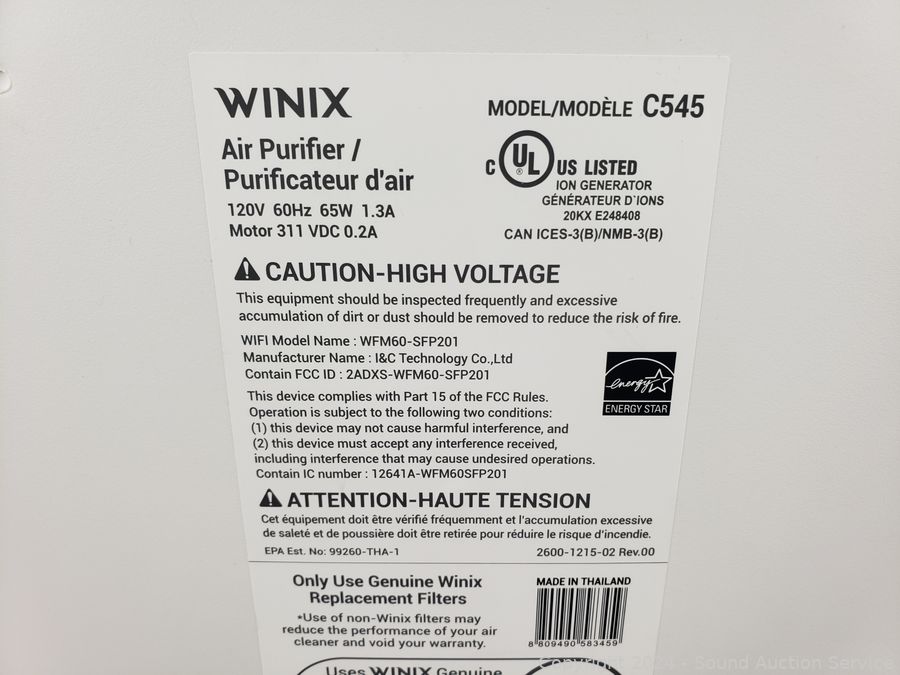 WINIX
MODEL/MODÈLE C545
Air Purifier /
Purificateur d'air
120V 60Hz 65W 1.3A
Motor 311 VDC 0.2A
C UL ® US LISTED
ION GENERATOR
GÉNÉRATEUR D`IONS
20KX E248408
CAN ICES-3(B)/NMB-3(B)
CAUTION-HIGH VOLTAGE
This equipment should be inspected frequently and excessive
accumulation of dirt or dust should be removed to reduce the risk of fire.
WIFI Model Name : WFM60-SFP201
Manufacturer Name : I&C Technology Co.,Ltd
Contain FCC ID : 2ADXS-WFM60-SFP201
energy
ENERGY STAR
This device complies with Part 15 of the FCC Rules.
Operation is subject to the following two conditions:
(1) this device may not cause harmful interference, and
(2) this device must accept any interference received,
including interference that may cause undesired operations.
Contain IC number : 12641A-WFM60SFP201
ATTENTION-HAUTE TENSION
Cet équipement doit être vérifié fréquemment et l'accumulation excessive
de saleté et de poussière doit être retirée pour réduire le risque d'incendie.
EPA Est. No: 99260-THA-1
2600-1215-02 Rev.00
Only Use Genuine Winix
Replacement Filters
*Use of non-Winix filters may
reduce the performance of your air
cleaner and void your warranty.
MADE IN THAILAND
8 809490 583459
Uses WINIX Genuine
Copyright 2024 - Sound Auction Service